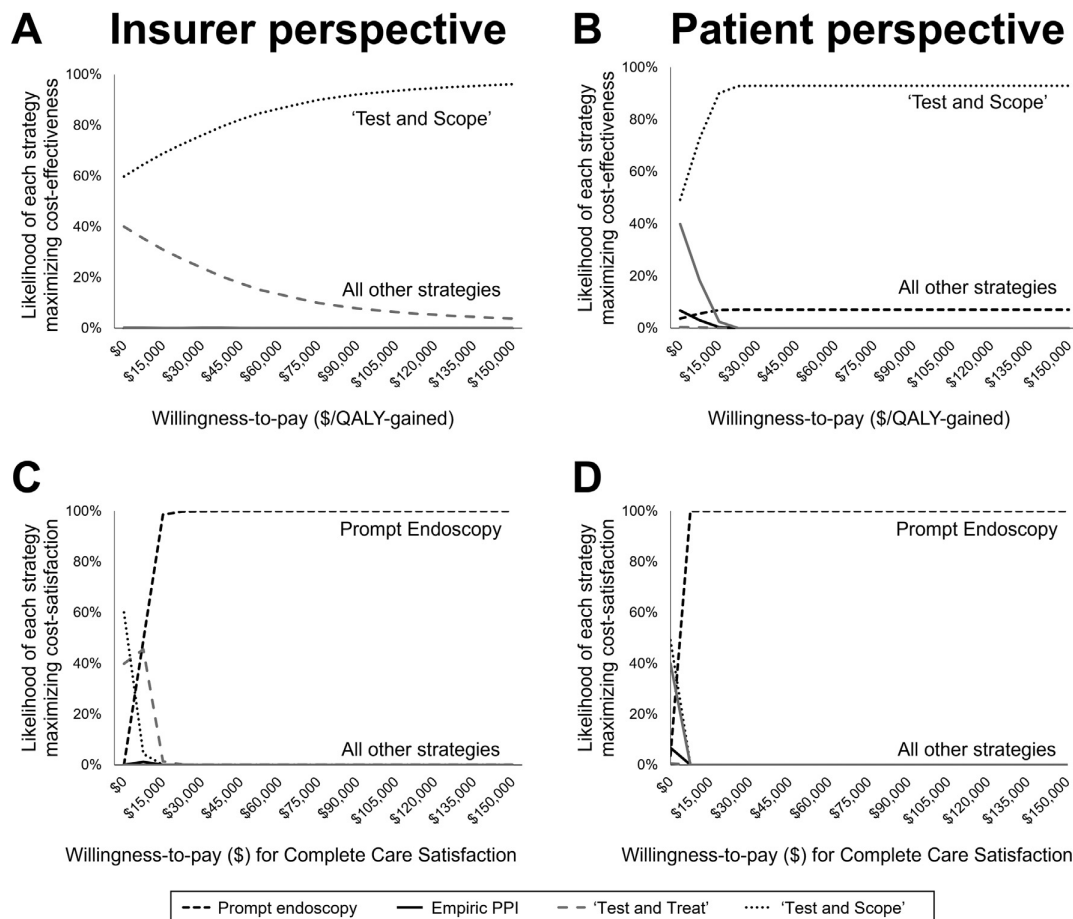 A Insurer perspective
B Patient perspective
Likelihood of each strategy
maximizing cost-effectiveness
100%
80%
60%
40%
20%
0%
'Test and Scope'
All other strategies
$0
$15,000
$30,000
$45,000
$60,000
$75,000
$90,000
$105,000
$120,000
$135,000
$150,000
Willingness-to-pay ($/QALY-gained)
Likelihood of each strategy
maximizing cost-effectiveness
100%
80%
60%
40%
20%
0%
'Test and Scope'
All other strategies
$0
$15,000
$30,000
$45,000
$60,000
$75,000
$90,000
$105,000
$120,000
$135,000
$150,000
Willingness-to-pay ($/QALY-gained)
C
Likelihood of each strategy
maximizing cost-satisfaction
100%
80%
60%
40%
20%
0%
Prompt Endoscopy
All other strategies
$0
$15,000
$30,000
$45,000
$60,000
$75,000
$90,000
$105,000
$120,000
$135,000
$150,000
Willingness-to-pay ($) for Complete Care Satisfaction
D
Likelihood of each strategy
maximizing cost-satisfaction
100%
80%
60%
40%
20%
0%
Prompt Endoscopy
All other strategies
$0
$15,000
$30,000
$45,000
$60,000
$75,000
$90,000
$105,000
$120,000
$135,000
$150,000
Willingness-to-pay ($) for Complete Care Satisfaction
Prompt endoscopy Empiric PPI 'Test and Treat' 'Test and Scope'